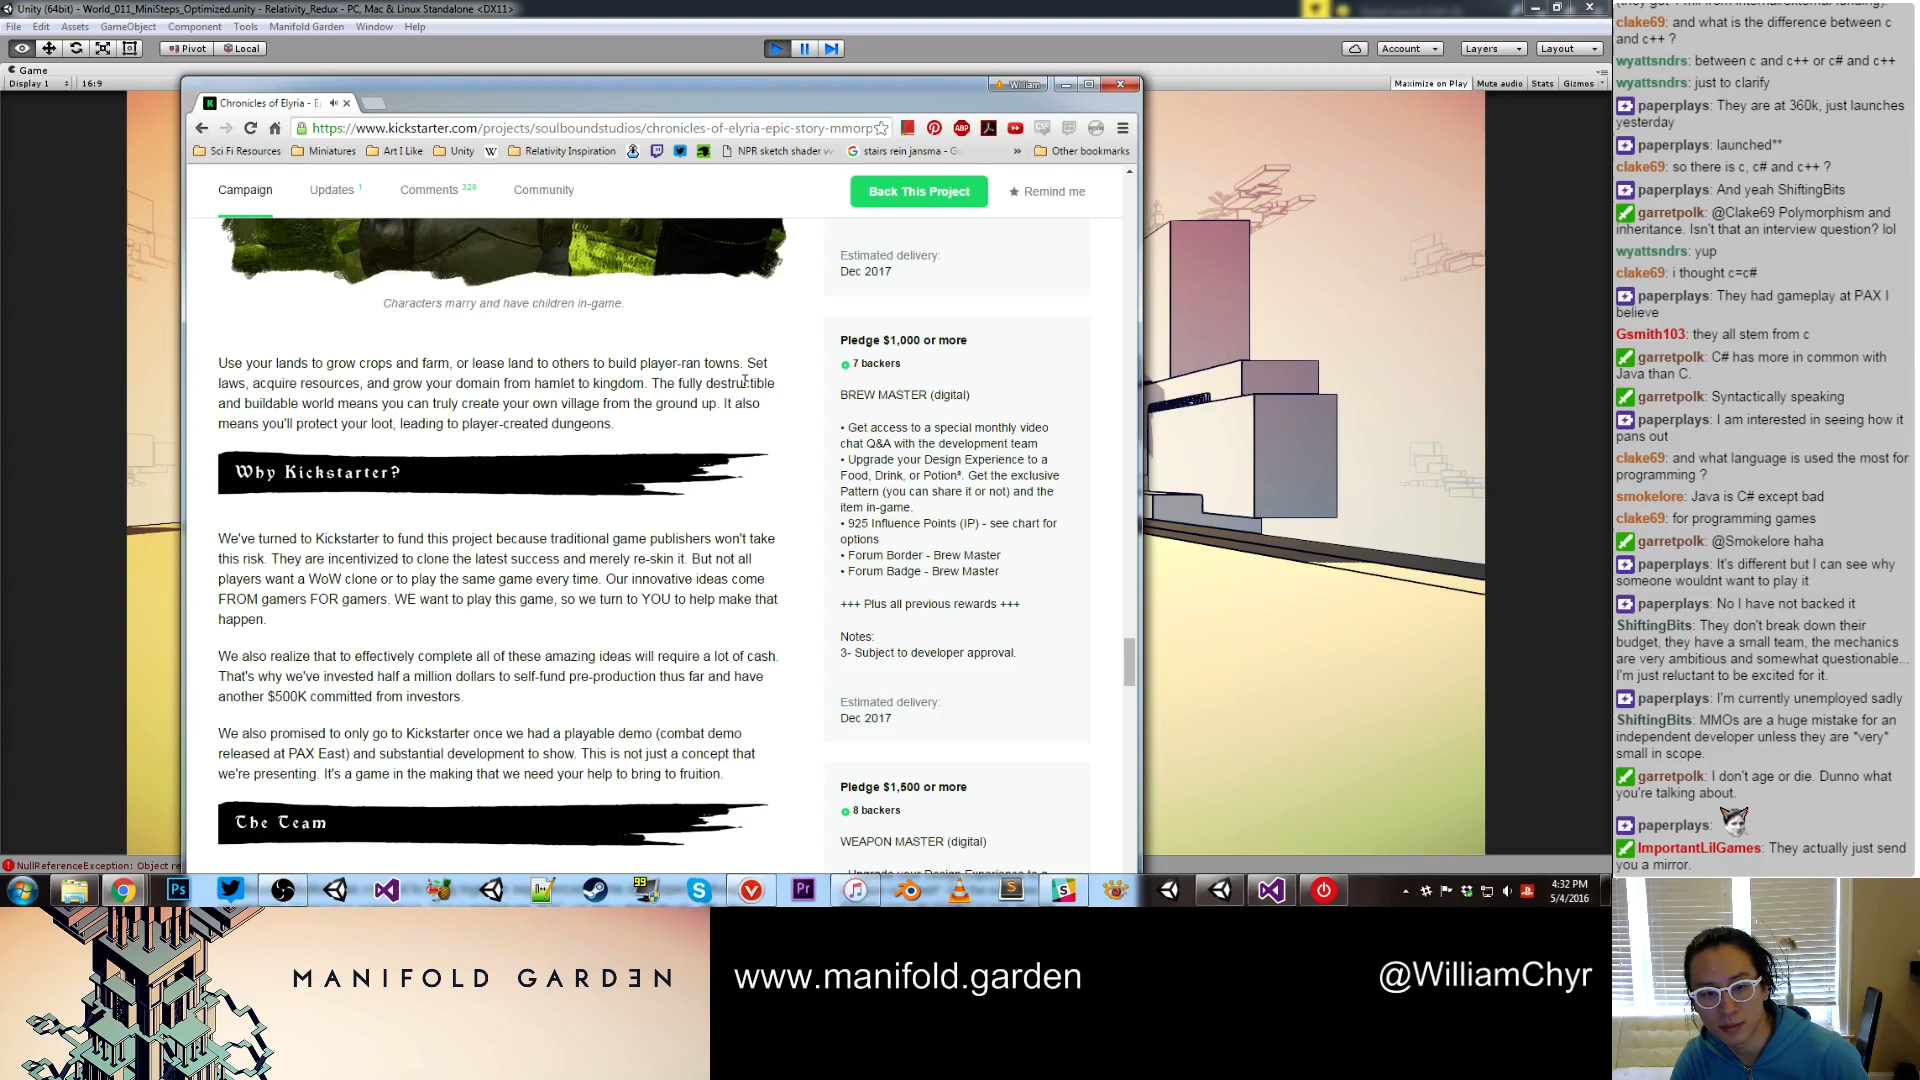 Unity (64bit) - World_011_MiniSteps_Optimized.unity - Relativity_Redux - PC, Mac & Linux Standalone <DX11>
File Edit Assets GameObject Component Tools Manifold Garden Window Help
Pivot Local Account Layers Layout
Game
Display 1 16:9 Maximize on Play Mute audio Stats Gizmos
William
Chronicles of Elyria - E
https://www.kickstarter.com/projects/soulboundstudios/chronicles-of-elyria-epic-story-mmorp
Sci Fi Resources Miniatures Art I Like Unity W Relativity Inspiration NPR sketch shader stairs rein jansma - G » Other bookmarks
Campaign Updates 1 Comments 329 Community Back This Project Remind me
Characters marry and have children in-game.
Use your lands to grow crops and farm, or lease land to others to build player-ran towns. Set
laws, acquire resources, and grow your domain from hamlet to kingdom. The fully destructible
and buildable world means you can truly create your own village from the ground up. It also
means you'll protect your loot, leading to player-created dungeons.
Why Kickstarter?
We've turned to Kickstarter to fund this project because traditional game publishers won't take
this risk. They are incentivized to clone the latest success and merely re-skin it. But not all
players want a WoW clone or to play the same game every time. Our innovative ideas come
FROM gamers FOR gamers. WE want to play this game, so we turn to YOU to help make that
happen.
We also realize that to effectively complete all of these amazing ideas will require a lot of cash.
That's why we've invested half a million dollars to self-fund pre-production thus far and have
another $500K committed from investors.
We also promised to only go to Kickstarter once we had a playable demo (combat demo
released at PAX East) and substantial development to show. This is not just a concept that
we're presenting. It's a game in the making that we need your help to bring to fruition.
The Team
Estimated delivery:
Dec 2017
Pledge $1,000 or more
7 backers
BREW MASTER (digital)
• Get access to a special monthly video
chat Q&A with the development team
• Upgrade your Design Experience to a
Food, Drink, or Potion³. Get the exclusive
Pattern (you can share it or not) and the
item in-game.
• 925 Influence Points (IP) - see chart for
options
• Forum Border - Brew Master
• Forum Badge - Brew Master
+++ Plus all previous rewards +++
Notes:
3- Subject to developer approval.
Estimated delivery:
Dec 2017
Pledge $1,500 or more
8 backers
WEAPON MASTER (digital)
NullReferenceException: Object re
4:32 PM
5/4/2016
clake69: and what is the difference between c
and c++ ?
wyattsndrs: between c and c++ or c# and c++
wyattsndrs: just to clarify
paperplays: They are at 360k, just launches
yesterday
paperplays: launched**
clake69: so there is c, c# and c++ ?
paperplays: And yeah ShiftingBits
garretpolk: @Clake69 Polymorphism and
inheritance. Isn't that an interview question? lol
wyattsndrs: yup
clake69: i thought c=c#
paperplays: They had gameplay at PAX I
believe
Gsmith103: they all stem from c
garretpolk: C# has more in common with
Java than C.
garretpolk: Syntactically speaking
paperplays: I am interested in seeing how it
pans out
clake69: and what language is used the most for
programming ?
smokelore: Java is C# except bad
clake69: for programming games
garretpolk: @Smokelore haha
paperplays: It's different but I can see why
someone wouldnt want to play it
paperplays: No I have not backed it
ShiftingBits: They don't break down their
budget, they have a small team, the mechanics
are very ambitious and somewhat questionable...
I'm just reluctant to be excited for it.
paperplays: I'm currently unemployed sadly
ShiftingBits: MMOs are a huge mistake for an
independent developer unless they are *very*
small in scope.
garretpolk: I don't age or die. Dunno what
you're talking about.
paperplays:
ImportantLilGames: They actually just send
you a mirror.
MANIFOLD GARDEN
www.manifold.garden
@WilliamChyr